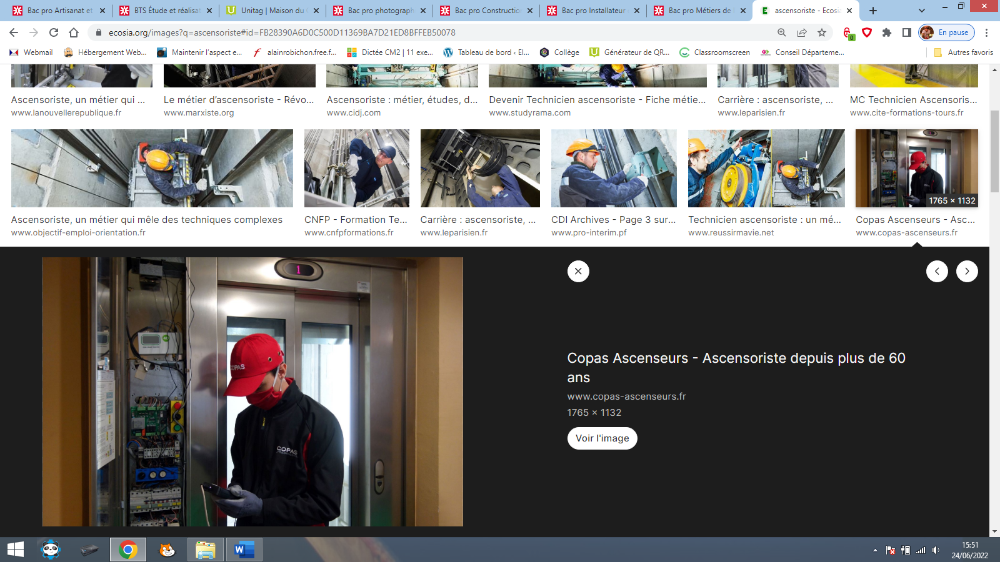 Bac pro Artisanat et
BTS Étude et réalisat
Unitag | Maison du
Bac pro photograph
Bac pro Constructio
Bac pro Installateur
Bac pro Métiers de
ascensoriste - Ecosia
ecosia.org/images?q=ascensoriste#id=FB28390A6D0C500D11369BA7D21ED8BFFEB50078
0
En pause
Webmail
Hébergement Web...
Maintenir l'aspect e...
alainrobichon.free.f...
Dictée CM2 | 11 exe...
Tableau de bord ‹ El...
Collège
Générateur de QR...
Classroomscreen
Conseil Départeme...
Autres favoris
Ascensoriste, un métier qui ...
www.lanouvellerepublique.fr
Le métier d'ascensoriste - Révo...
www.marxiste.org
Ascensoriste : métier, études, d...
www.cidj.com
Devenir Technicien ascensoriste - Fiche métie...
www.studyrama.com
Carrière : ascensoriste, ...
www.leparisien.fr
MC Technicien Ascensoris...
www.cite-formations-tours.fr
1765 × 1132
Ascensoriste, un métier qui mêle des techniques complexes
www.objectif-emploi-orientation.fr
CNFP - Formation Te...
www.cnfpformations.fr
Carrière : ascensoriste, ...
www.leparisien.fr
CDI Archives - Page 3 sur...
www.pro-interim.pf
Technicien ascensoriste : un mé...
www.reussirmavie.net
Copas Ascenseurs - Asc...
www.copas-ascenseurs.fr
1
COPAS
COPAS
Copas Ascenseurs - Ascensoriste depuis plus de 60
ans
www.copas-ascenseurs.fr
1765 × 1132
Voir l'image
15:51
24/06/2022